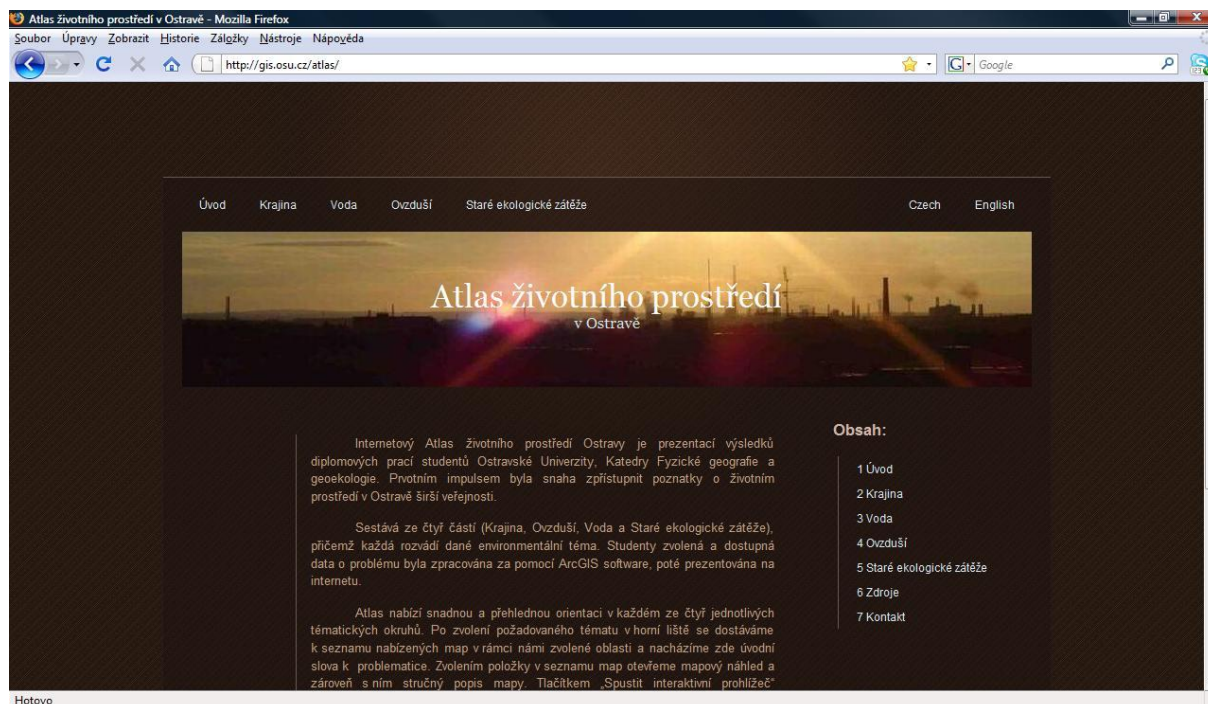 Atlas životního prostředí v Ostravě - Mozilla Firefox
Soubor Úpravy Zobrazit Historie Záložky Nástroje Nápověda
http://gis.osu.cz/atlas/
Google
Úvod Krajina Voda Ovzduší Staré ekologické zátěže Czech English
Atlas životního prostředí
v Ostravě
Internetový Atlas životního prostředí Ostravy je prezentací výsledků
diplomových prací studentů Ostravské Univerzity, Katedry Fyzické geografie a
geoekologie. Prvotním impulsem byla snaha zpřístupnit poznatky o životním
prostředí v Ostravě širší veřejnosti.
Sestává ze čtyř částí (Krajina, Ovzduší, Voda a Staré ekologické zátěže),
přičemž každá rozvádí dané environmentální téma. Studenty zvolená a dostupná
data o problému byla zpracována za pomocí ArcGIS software, poté prezentována na
internetu.
Atlas nabízí snadnou a přehlednou orientaci v každém ze čtyř jednotlivých
tématických okruhů. Po zvolení požadovaného tématu v horní liště se dostáváme
k seznamu nabízených map v rámci námi zvolené oblasti a nacházíme zde úvodní
slova k problematice. Zvolením položky v seznamu map otevřeme mapový náhled a
zároveň s ním stručný popis mapy. Tlačítkem „Spustit interaktivní prohlížeč“
Obsah:
1 Úvod
2 Krajina
3 Voda
4 Ovzduší
5 Staré ekologické zátěže
6 Zdroje
7 Kontakt
Hotovo